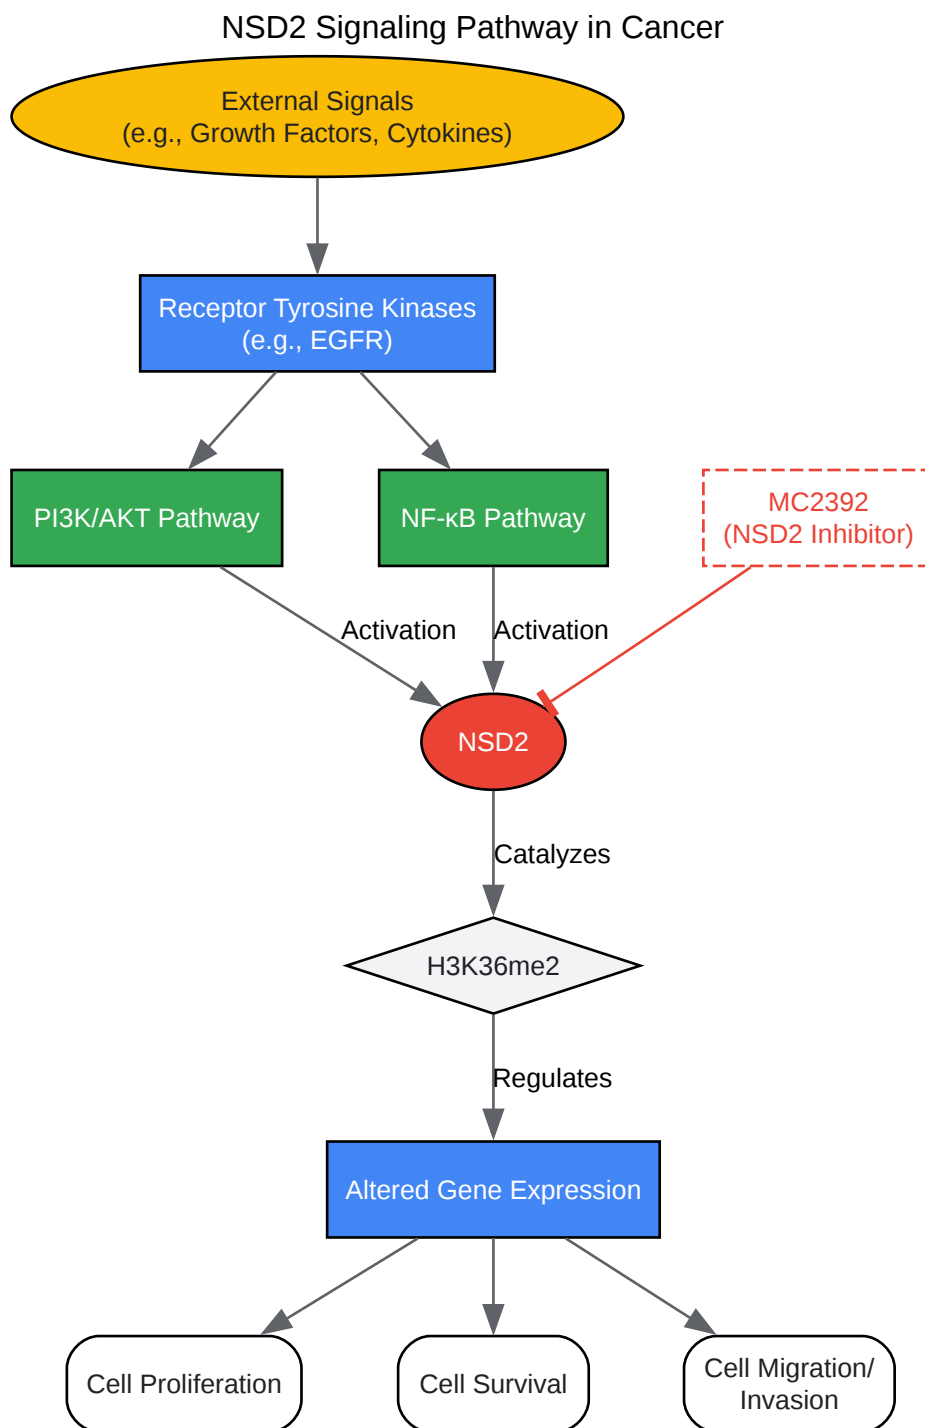 NSD2 Signaling Pathway in Cancer
External Signals
(e.g., Growth Factors, Cytokines)
Receptor Tyrosine Kinases
(e.g., EGFR)
PI3K/AKT Pathway
NF-κB Pathway
MC2392
(NSD2 Inhibitor)
Activation
Activation
NSD2
Catalyzes
H3K36me2
Regulates
Altered Gene Expression
Cell Proliferation
Cell Survival
Cell Migration/
Invasion